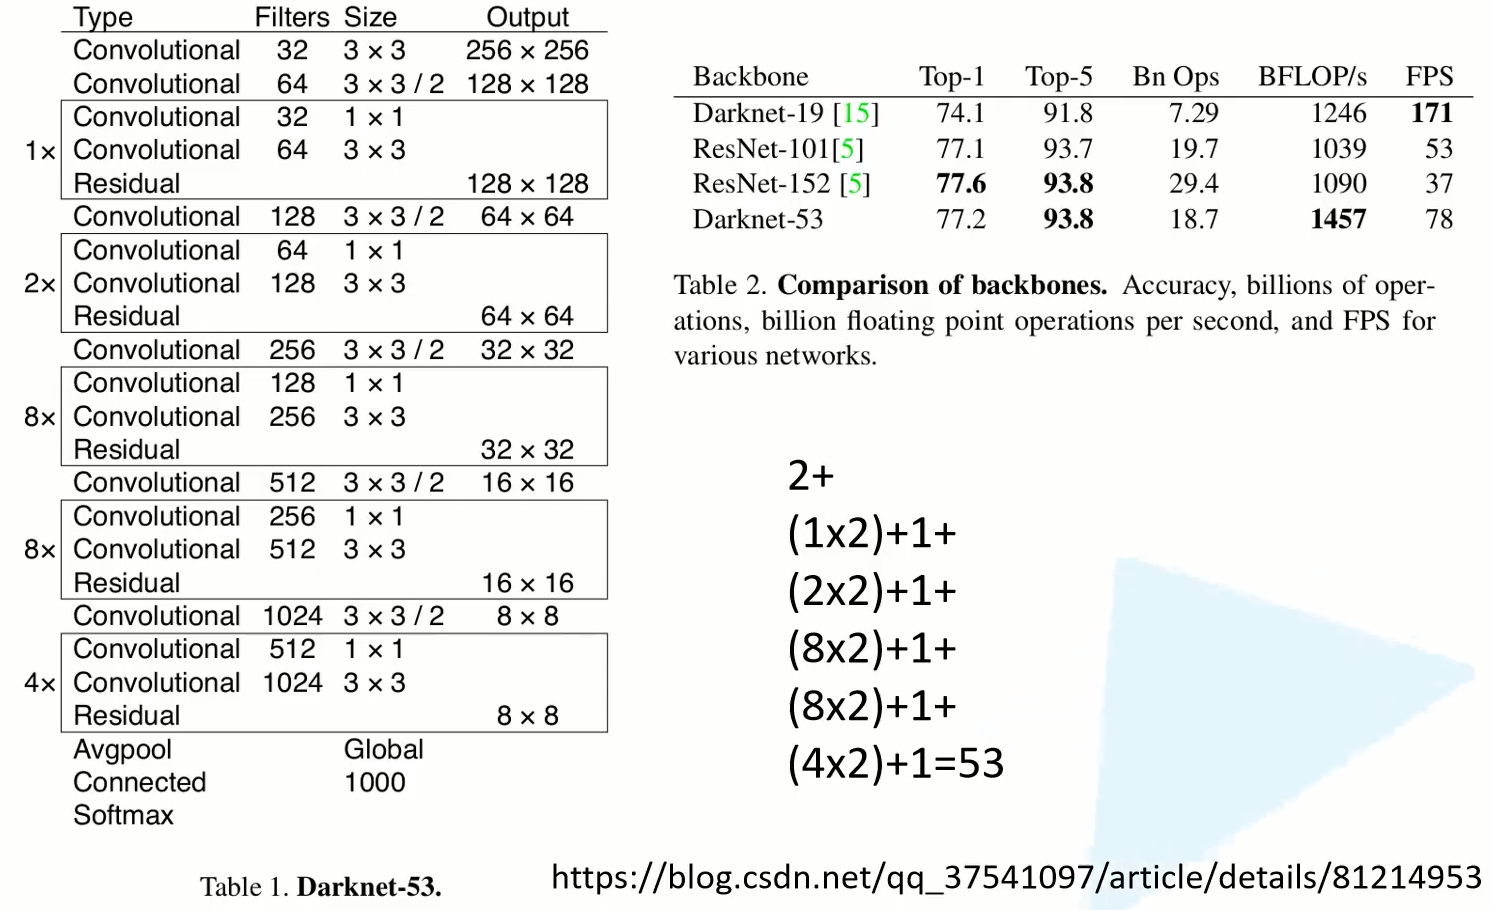 Type Filters Size Output
Convolutional 32 3 × 3 256 × 256
Convolutional 64 3 × 3 / 2 128 × 128
Convolutional 32 1 × 1
1× Convolutional 64 3 × 3
Residual 128 × 128
Convolutional 128 3 × 3 / 2 64 × 64
Convolutional 64 1 × 1
2× Convolutional 128 3 × 3
Residual 64 × 64
Convolutional 256 3 × 3 / 2 32 × 32
Convolutional 128 1 × 1
8× Convolutional 256 3 × 3
Residual 32 × 32
Convolutional 512 3 × 3 / 2 16 × 16
Convolutional 256 1 × 1
8× Convolutional 512 3 × 3
Residual 16 × 16
Convolutional 1024 3 × 3 / 2 8 × 8
Convolutional 512 1 × 1
4× Convolutional 1024 3 × 3
Residual 8 × 8
Avgpool Global
Connected 1000
Softmax
Table 1. Darknet-53.
Backbone Top-1 Top-5 Bn Ops BFLOP/s FPS
Darknet-19 [15] 74.1 91.8 7.29 1246 171
ResNet-101[5] 77.1 93.7 19.7 1039 53
ResNet-152 [5] 77.6 93.8 29.4 1090 37
Darknet-53 77.2 93.8 18.7 1457 78
Table 2. Comparison of backbones. Accuracy, billions of oper-
ations, billion floating point operations per second, and FPS for
various networks.
2+
(1x2)+1+
(2x2)+1+
(8x2)+1+
(8x2)+1+
(4x2)+1=53
https://blog.csdn.net/qq_37541097/article/details/81214953